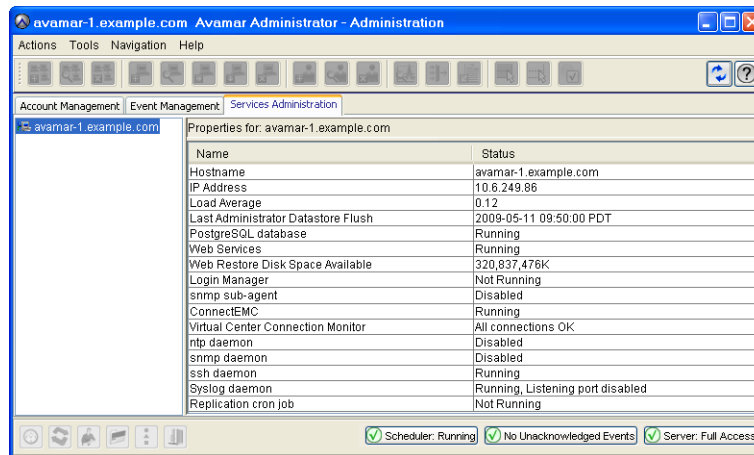 avamar-1.example.com Avamar Administrator - Administration
Actions Tools Navigation Help
Account Management Event Management Services Administration
avamar-1.example.com
Properties for: avamar-1.example.com
Name Status
Hostname avamar-1.example.com
IP Address 10.6.249.86
Load Average 0.12
Last Administrator Datastore Flush 2009-05-11 09:50:00 PDT
PostgreSQL database Running
Web Services Running
Web Restore Disk Space Available 320,837,476K
Login Manager Not Running
snmp sub-agent Disabled
ConnectEMC Running
Virtual Center Connection Monitor All connections OK
ntp daemon Disabled
snmp daemon Disabled
ssh daemon Running
Syslog daemon Running, Listening port disabled
Replication cron job Not Running
Scheduler: Running No Unacknowledged Events Server: Full Access